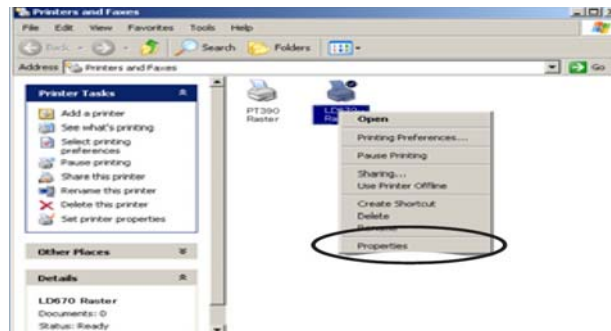 Printers and Faxes
File Edit View Favorites Tools Help
Back Search Folders
Address Printers and Faxes Go
Printer Tasks
Add a printer
See what's printing
Select printing
preferences
Pause printing
Share this printer
Rename this printer
Delete this printer
Set printer properties
Other Places
Details
LD670 Raster
Documents: 0
Status: Ready
PT390
Raster
LD670
Open
Printing Preferences...
Pause Printing
Sharing...
Use Printer Offline
Create Shortcut
Delete
Rename
Properties